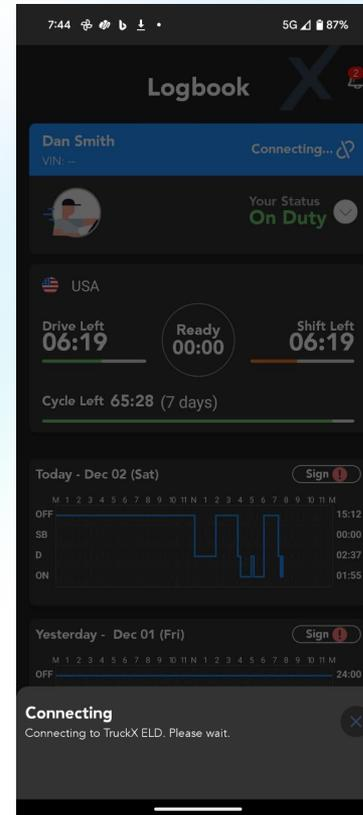 7:44 5G 87%
Logbook
2
Dan Smith
Connecting...
VIN: --
Your Status
On Duty
USA
Drive Left
06:19
Ready
00:00
Shift Left
06:19
Cycle Left 65:28 (7 days)
Today - Dec 02 (Sat) Sign !
M 1 2 3 4 5 6 7 8 9 10 11 N 1 2 3 4 5 6 7 8 9 10 11 M
OFF 15:12
SB 00:00
D 02:37
ON 01:55
Yesterday - Dec 01 (Fri) Sign !
M 1 2 3 4 5 6 7 8 9 10 11 N 1 2 3 4 5 6 7 8 9 10 11 M
OFF 24:00
Connecting
Connecting to TruckX ELD. Please wait.